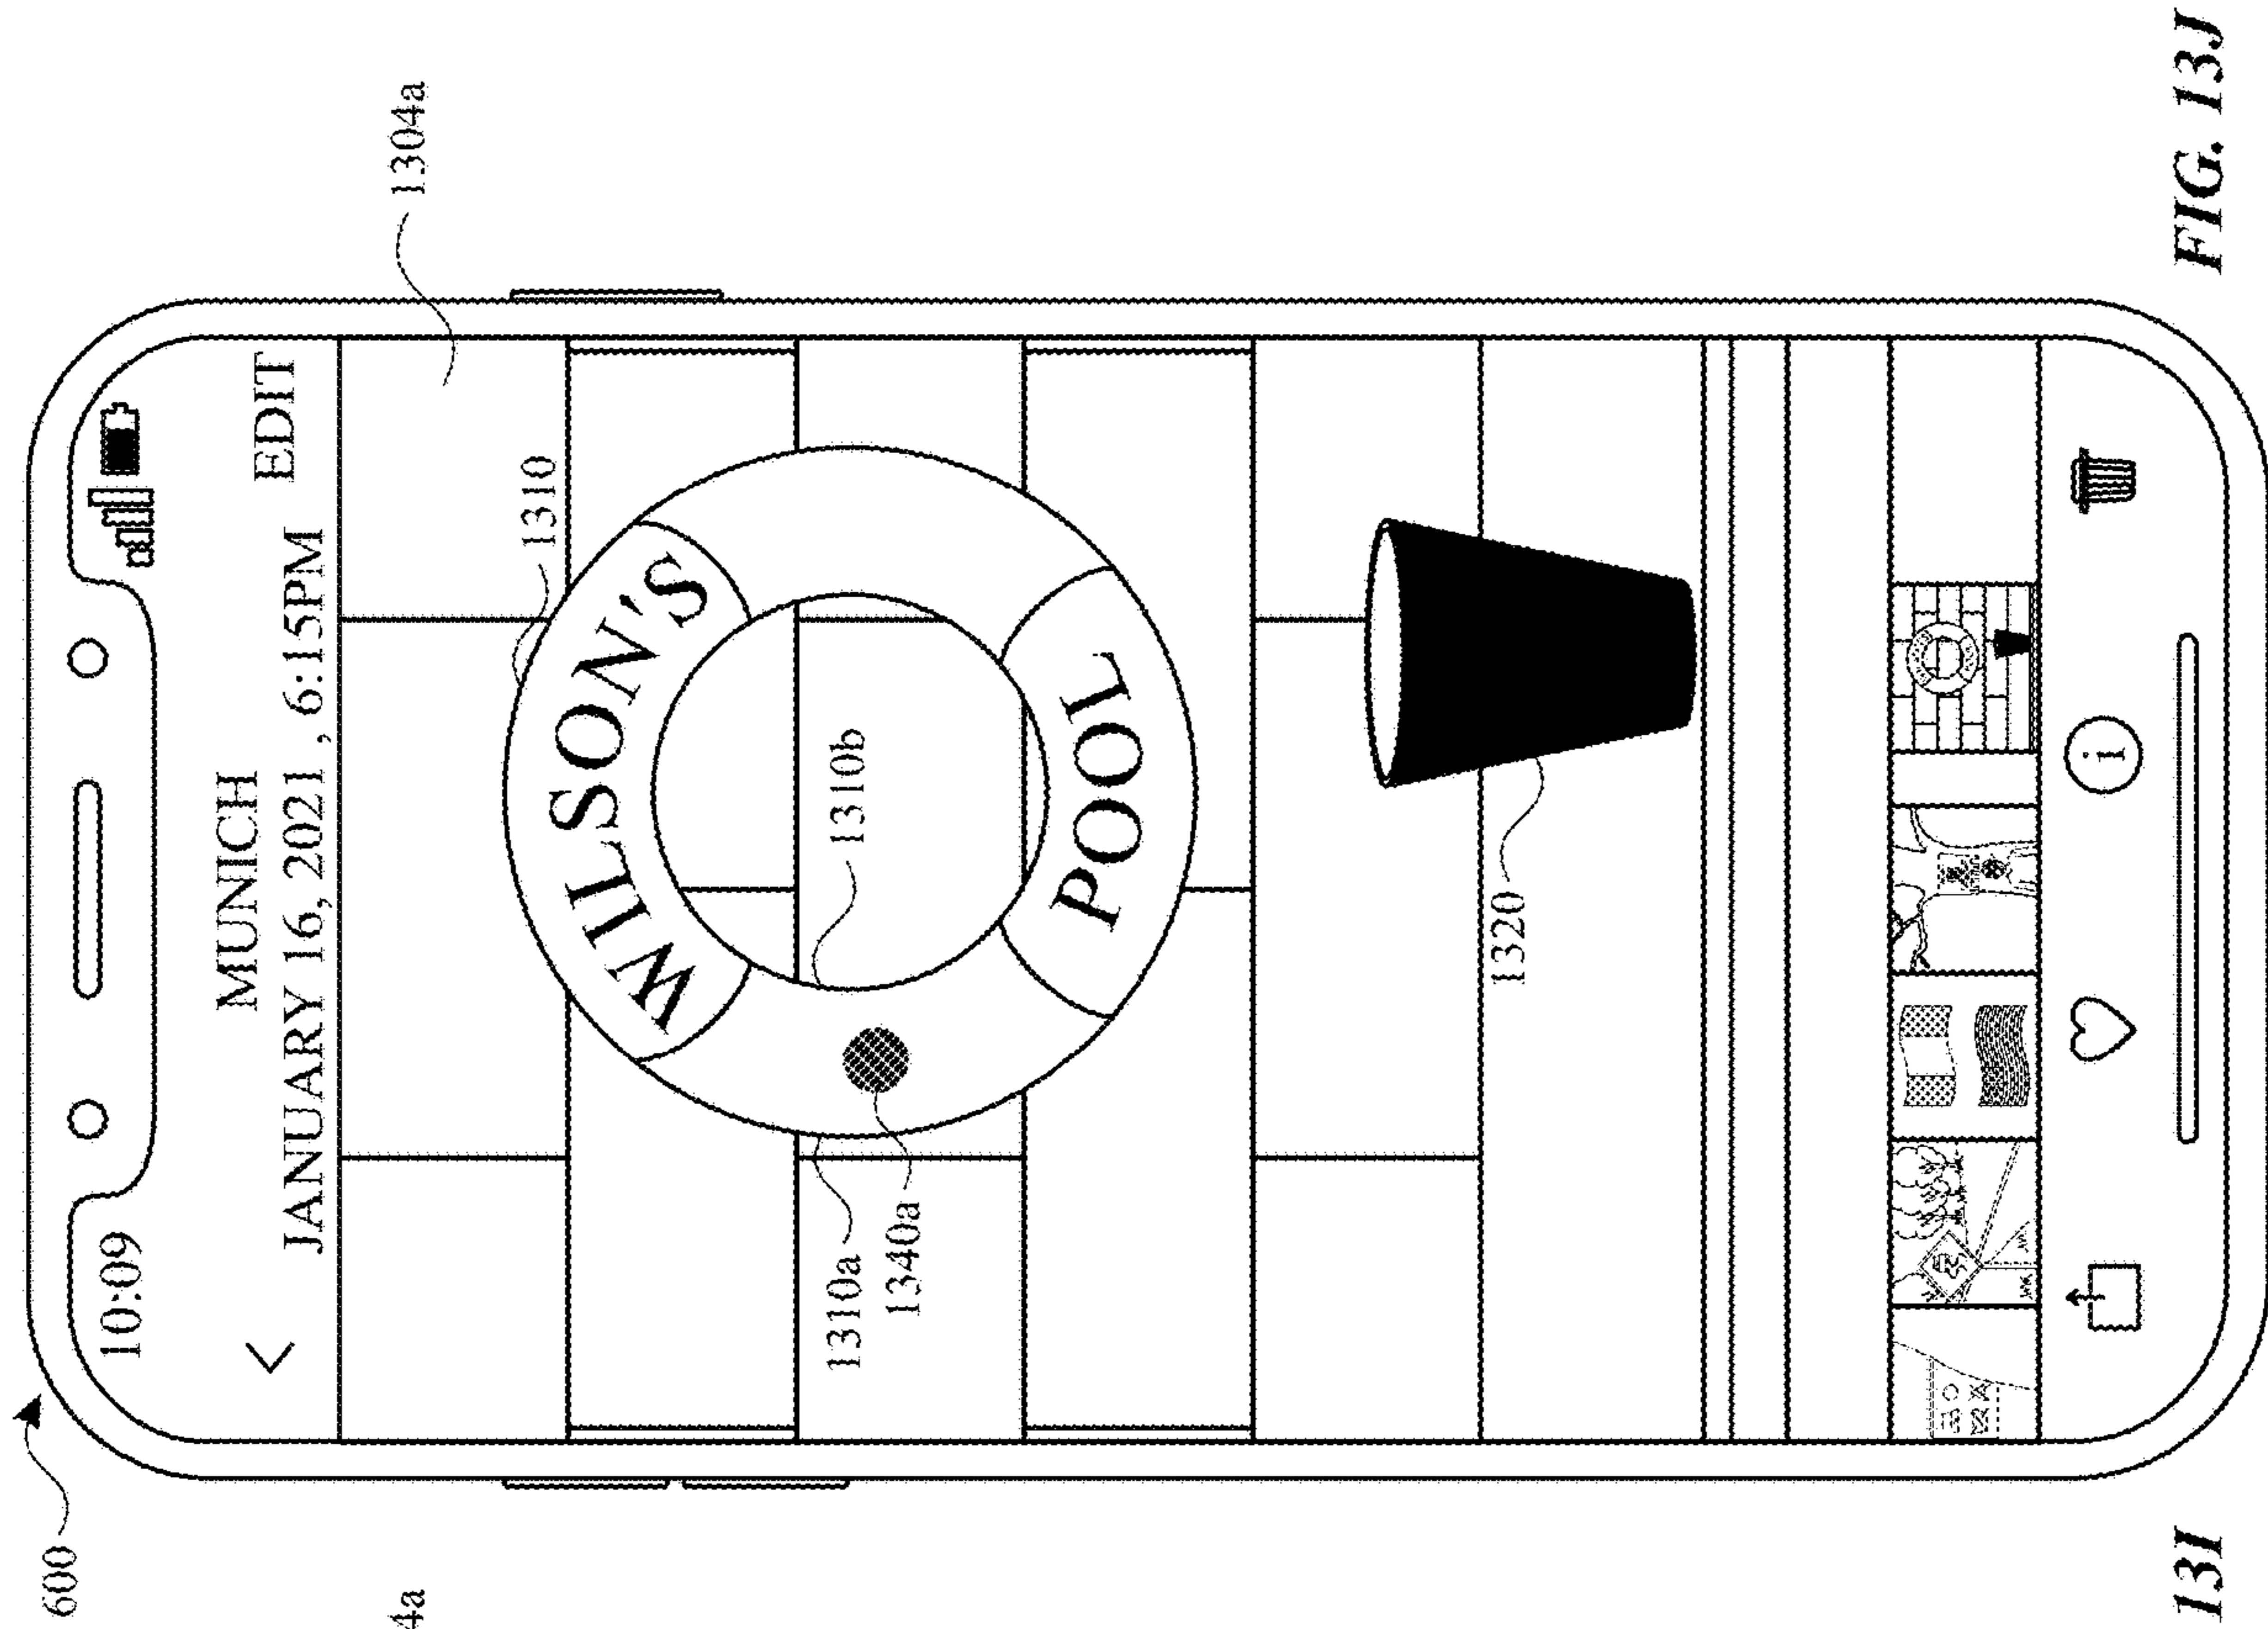 600
10:09
MUNICH
JANUARY 16, 2021 , 6:15PM
EDIT
1304a
1310
WILSON'S
1310b
1310a
1340a
POOL
1320
i
4a
13I
FIG. 13J